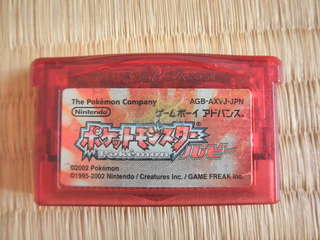 The Pokémon Company
AGB-AXVJ-JPN
Nintendo
ゲームボーイ アドバンス
ポケットモンスター
Pokémon
ルビー
©2002 Pokémon
©1995-2002 Nintendo / Creatures Inc. / GAME FREAK Inc.